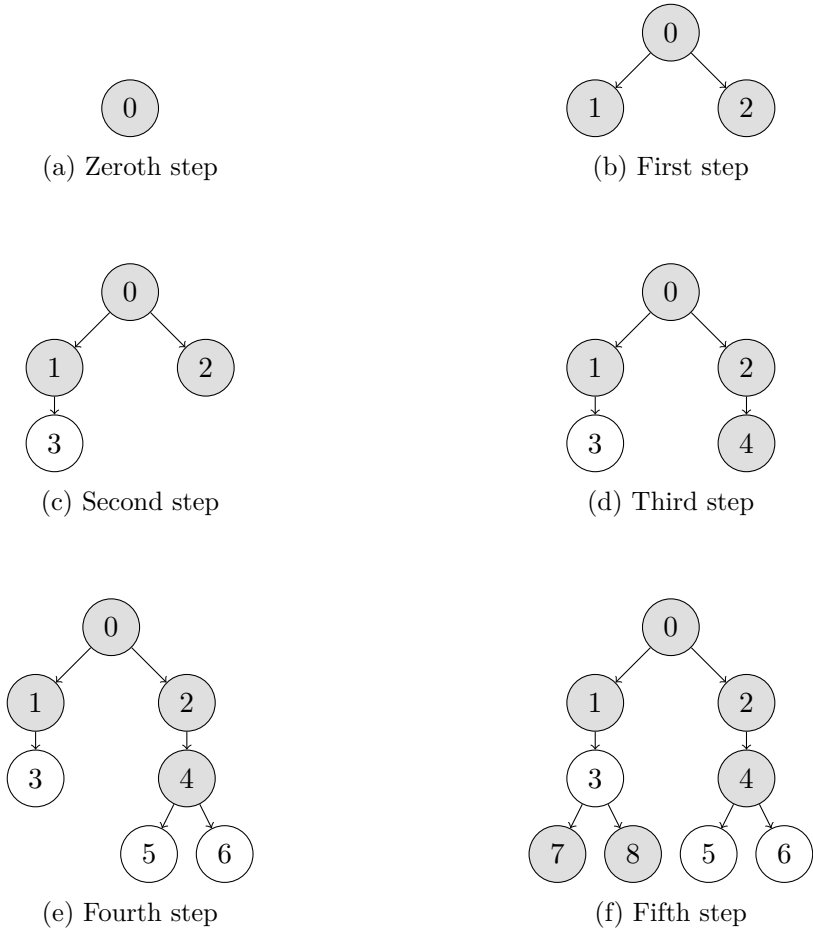 0
0
1 2
(a) Zeroth step
(b) First step
0
1 2
3
(c) Second step
0
1 2
3 4
(d) Third step
0
1 2
3 4
5 6
(e) Fourth step
0
1 2
3 4
7 8 5 6
(f) Fifth step